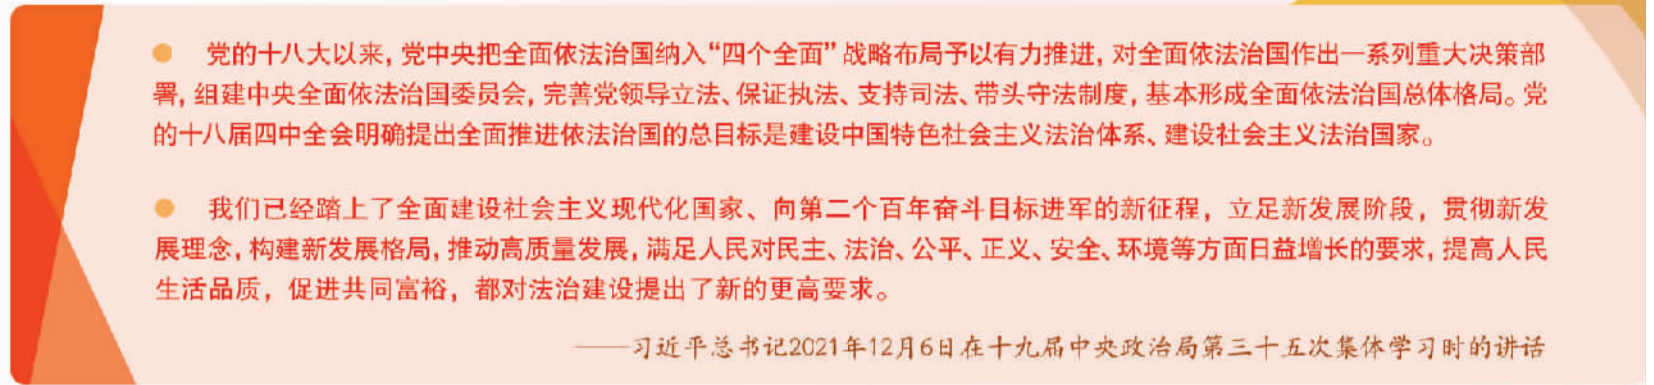 ● 党的十八大以来，党中央把全面依法治国纳入“四个全面”战略布局予以有力推进，对全面依法治国作出一系列重大决策部
署，组建中央全面依法治国委员会，完善党领导立法、保证执法、支持司法、带头守法制度，基本形成全面依法治国总体格局。党
的十八届四中全会明确提出全面推进依法治国的总目标是建设中国特色社会主义法治体系、建设社会主义法治国家。
● 我们已经踏上了全面建设社会主义现代化国家、向第二个百年奋斗目标进军的新征程，立足新发展阶段，贯彻新发
展理念，构建新发展格局，推动高质量发展，满足人民对民主、法治、公平、正义、安全、环境等方面日益增长的要求，提高人民
生活品质，促进共同富裕，都对法治建设提出了新的更高要求。
——习近平总书记2021年12月6日在十九届中央政治局第三十五次集体学习时的讲话